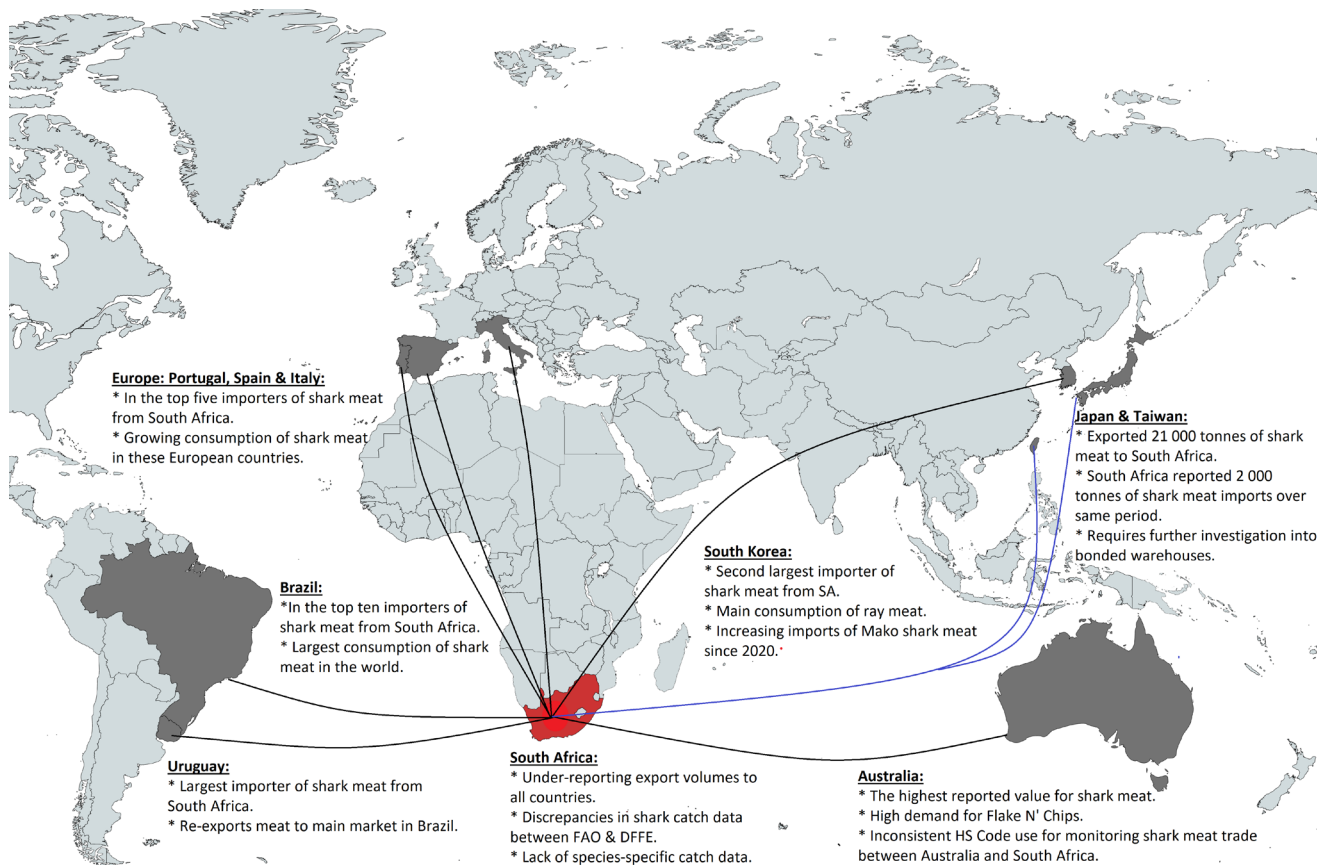 Europe: Portugal, Spain & Italy:
* In the top five importers of shark meat
from South Africa.
* Growing consumption of shark meat
in these European countries.
Japan & Taiwan:
* Exported 21 000 tonnes of shark
meat to South Africa.
* South Africa reported 2 000
tonnes of shark meat imports over
same period.
* Requires further investigation into
bonded warehouses.
South Korea:
* Second largest importer of
shark meat from SA.
* Main consumption of ray meat.
* Increasing imports of Mako shark meat
since 2020.
Brazil:
*In the top ten importers of
shark meat from South Africa.
* Largest consumption of shark
meat in the world.
Uruguay:
* Largest importer of shark meat from
South Africa.
* Re-exports meat to main market in Brazil.
South Africa:
* Under-reporting export volumes to
all countries.
* Discrepancies in shark catch data
between FAO & DFFE.
* Lack of species-specific catch data.
Australia:
* The highest reported value for shark meat.
* High demand for Flake N' Chips.
* Inconsistent HS Code use for monitoring shark meat trade
between Australia and South Africa.